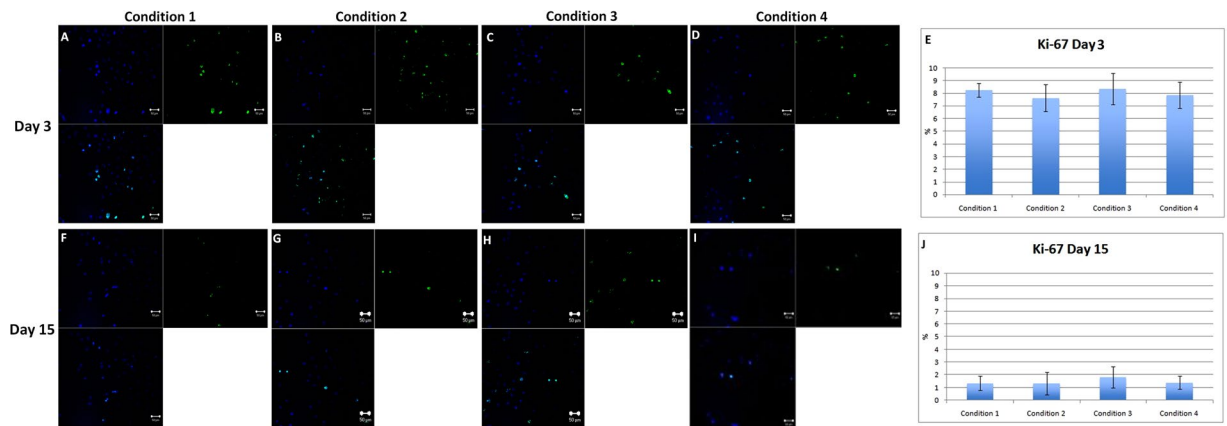 Condition 1 Condition 2 Condition 3 Condition 4
Day 3
A
B
C
D
E
Ki-67 Day 3
10
9
8
7
6
5
4
3
2
1
0
%
Condition 1 Condition 2 Condition 3 Condition 4
Day 15
F
G
50 µm
50 µm
50 µm
H
50 µm
50 µm
50 µm
I
J
Ki-67 Day 15
10
9
8
7
6
5
4
3
2
1
0
%
Condition 1 Condition 2 Condition 3 Condition 4